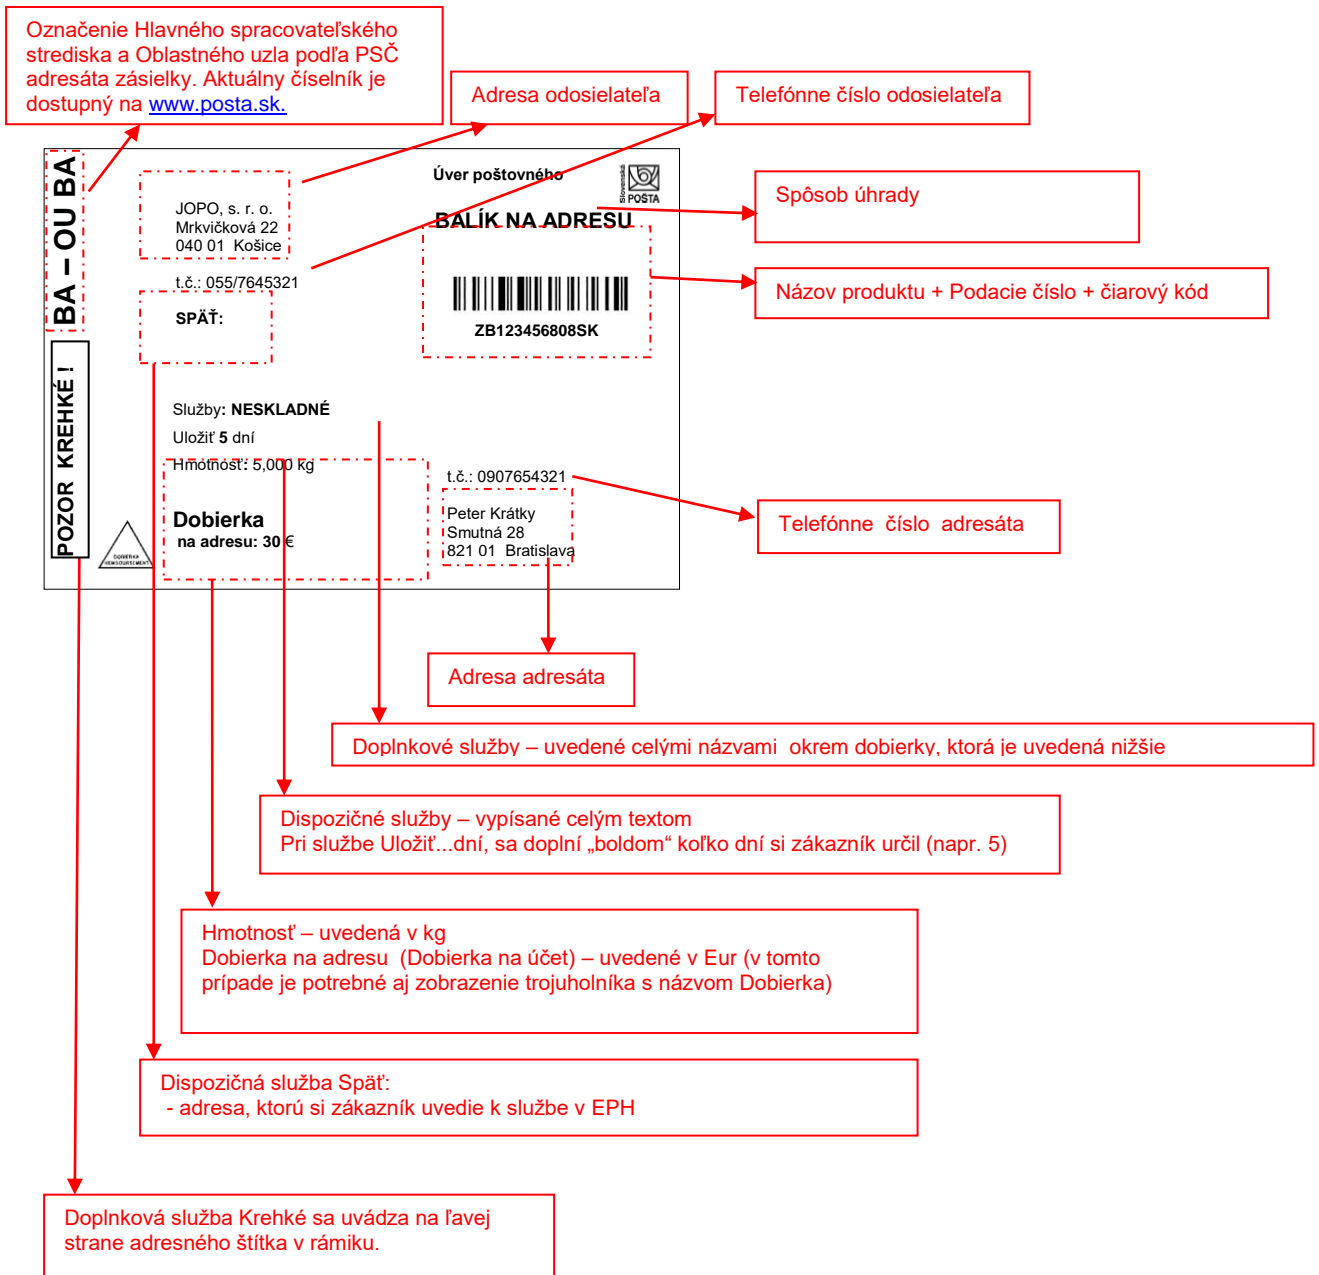 Označenie Hlavného spracovateľského
strediska a Oblastného uzla podľa PSČ
adresáta zásielky. Aktuálny číselník je
dostupný na www.posta.sk.
Adresa odosielateľa
Telefónne číslo odosielateľa
BA – OU BA
JOPO, s. r. o.
Mrkvičková 22
040 01 Košice
t.č.: 055/7645321
SPÄŤ:
Úver poštovného
Slovenská
POŠTA
BALÍK NA ADRESU
ZB123456808SK
Spôsob úhrady
Názov produktu + Podacie číslo + čiarový kód
POZOR KREHKÉ !
Služby: NESKLADNÉ
Uložiť 5 dní
Hmotnosť: 5,000 kg
Dobierka
na adresu: 30 €
DOBIERKA
REMBOURSEMENT
t.č.: 0907654321
Peter Krátky
Smutná 28
821 01 Bratislava
Telefónne číslo adresáta
Adresa adresáta
Doplnkové služby – uvedené celými názvami okrem dobierky, ktorá je uvedená nižšie
Dispozičné služby – vypísané celým textom
Pri službe Uložiť...dní, sa doplní „boldom“ koľko dní si zákazník určil (napr. 5)
Hmotnosť – uvedená v kg
Dobierka na adresu (Dobierka na účet) – uvedené v Eur (v tomto
prípade je potrebné aj zobrazenie trojuholníka s názvom Dobierka)
Dispozičná služba Späť:
- adresa, ktorú si zákazník uvedie k službe v EPH
Doplnková služba Krehké sa uvádza na ľavej
strane adresného štítka v rámiku.